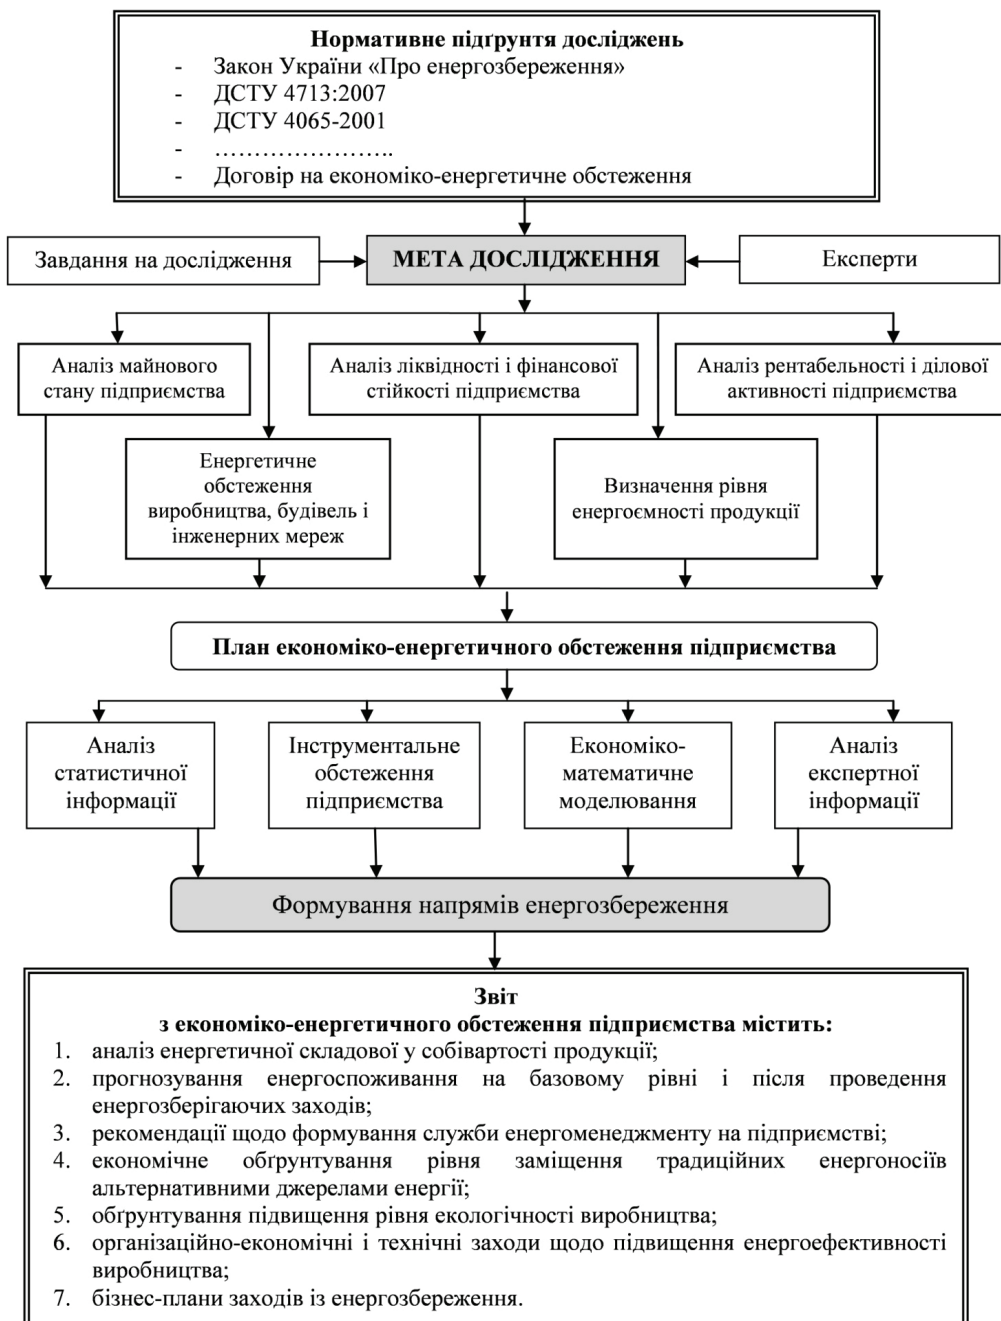 Нормативне підґрунтя досліджень
- Закон України «Про енергозбереження»
- ДСТУ 4713:2007
- ДСТУ 4065-2001
- …………………..
- Договір на економіко-енергетичне обстеження
Завдання на дослідження
МЕТА ДОСЛІДЖЕННЯ
Експерти
Аналіз майнового
стану підприємства
Аналіз ліквідності і фінансової
стійкості підприємства
Аналіз рентабельності і ділової
активності підприємства
Енергетичне
обстеження
виробництва, будівель і
інженерних мереж
Визначення рівня
енергоємності продукції
План економіко-енергетичного обстеження підприємства
Аналіз
статистичної
інформації
Інструментальне
обстеження
підприємства
Економіко-
математичне
моделювання
Аналіз
експертної
інформації
Формування напрямів енергозбереження
Звіт
з економіко-енергетичного обстеження підприємства містить:
1. аналіз енергетичної складової у собівартості продукції;
2. прогнозування енергоспоживання на базовому рівні і після проведення
енергозберігаючих заходів;
3. рекомендації щодо формування служби енергоменеджменту на підприємстві;
4. економічне обґрунтування рівня заміщення традиційних енергоносіїв
альтернативними джерелами енергії;
5. обґрунтування підвищення рівня екологічності виробництва;
6. організаційно-економічні і технічні заходи щодо підвищення енергоефективності
виробництва;
7. бізнес-плани заходів із енергозбереження.